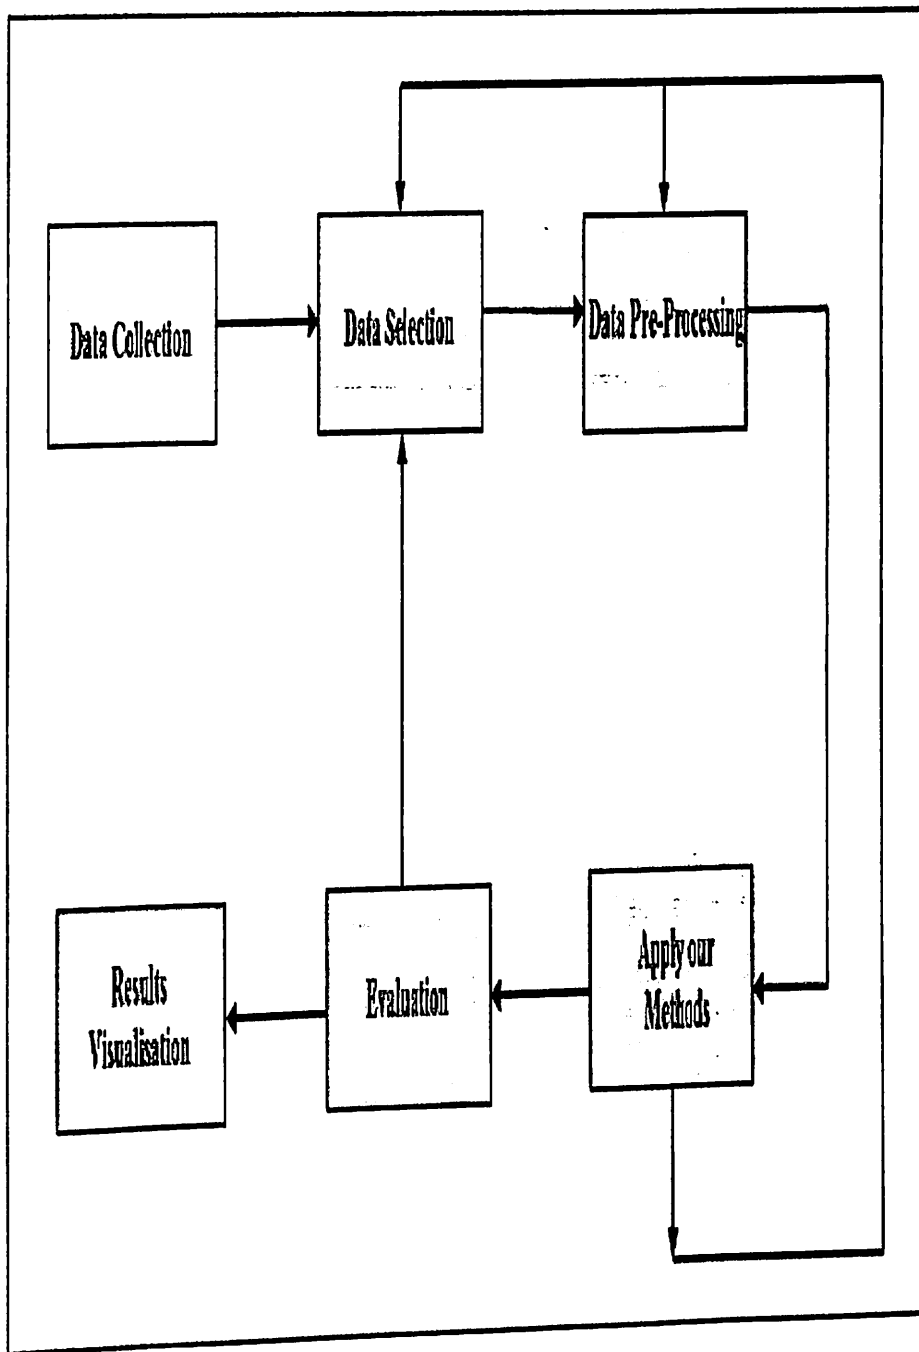 Data Collection
Data Selection
Data Pre-Processing
Results
Visualisation
Evaluation
Apply our
Methods